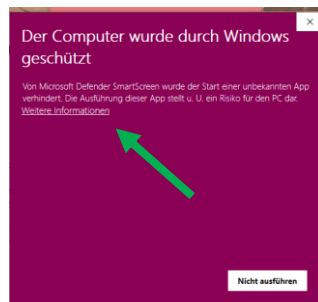 Der Computer wurde durch Windows
geschützt
Von Microsoft Defender SmartScreen wurde der Start einer unbekannten App
verhindert. Die Ausführung dieser App stellt u. U. ein Risiko für den PC dar.
Weitere Informationen
Nicht ausführen